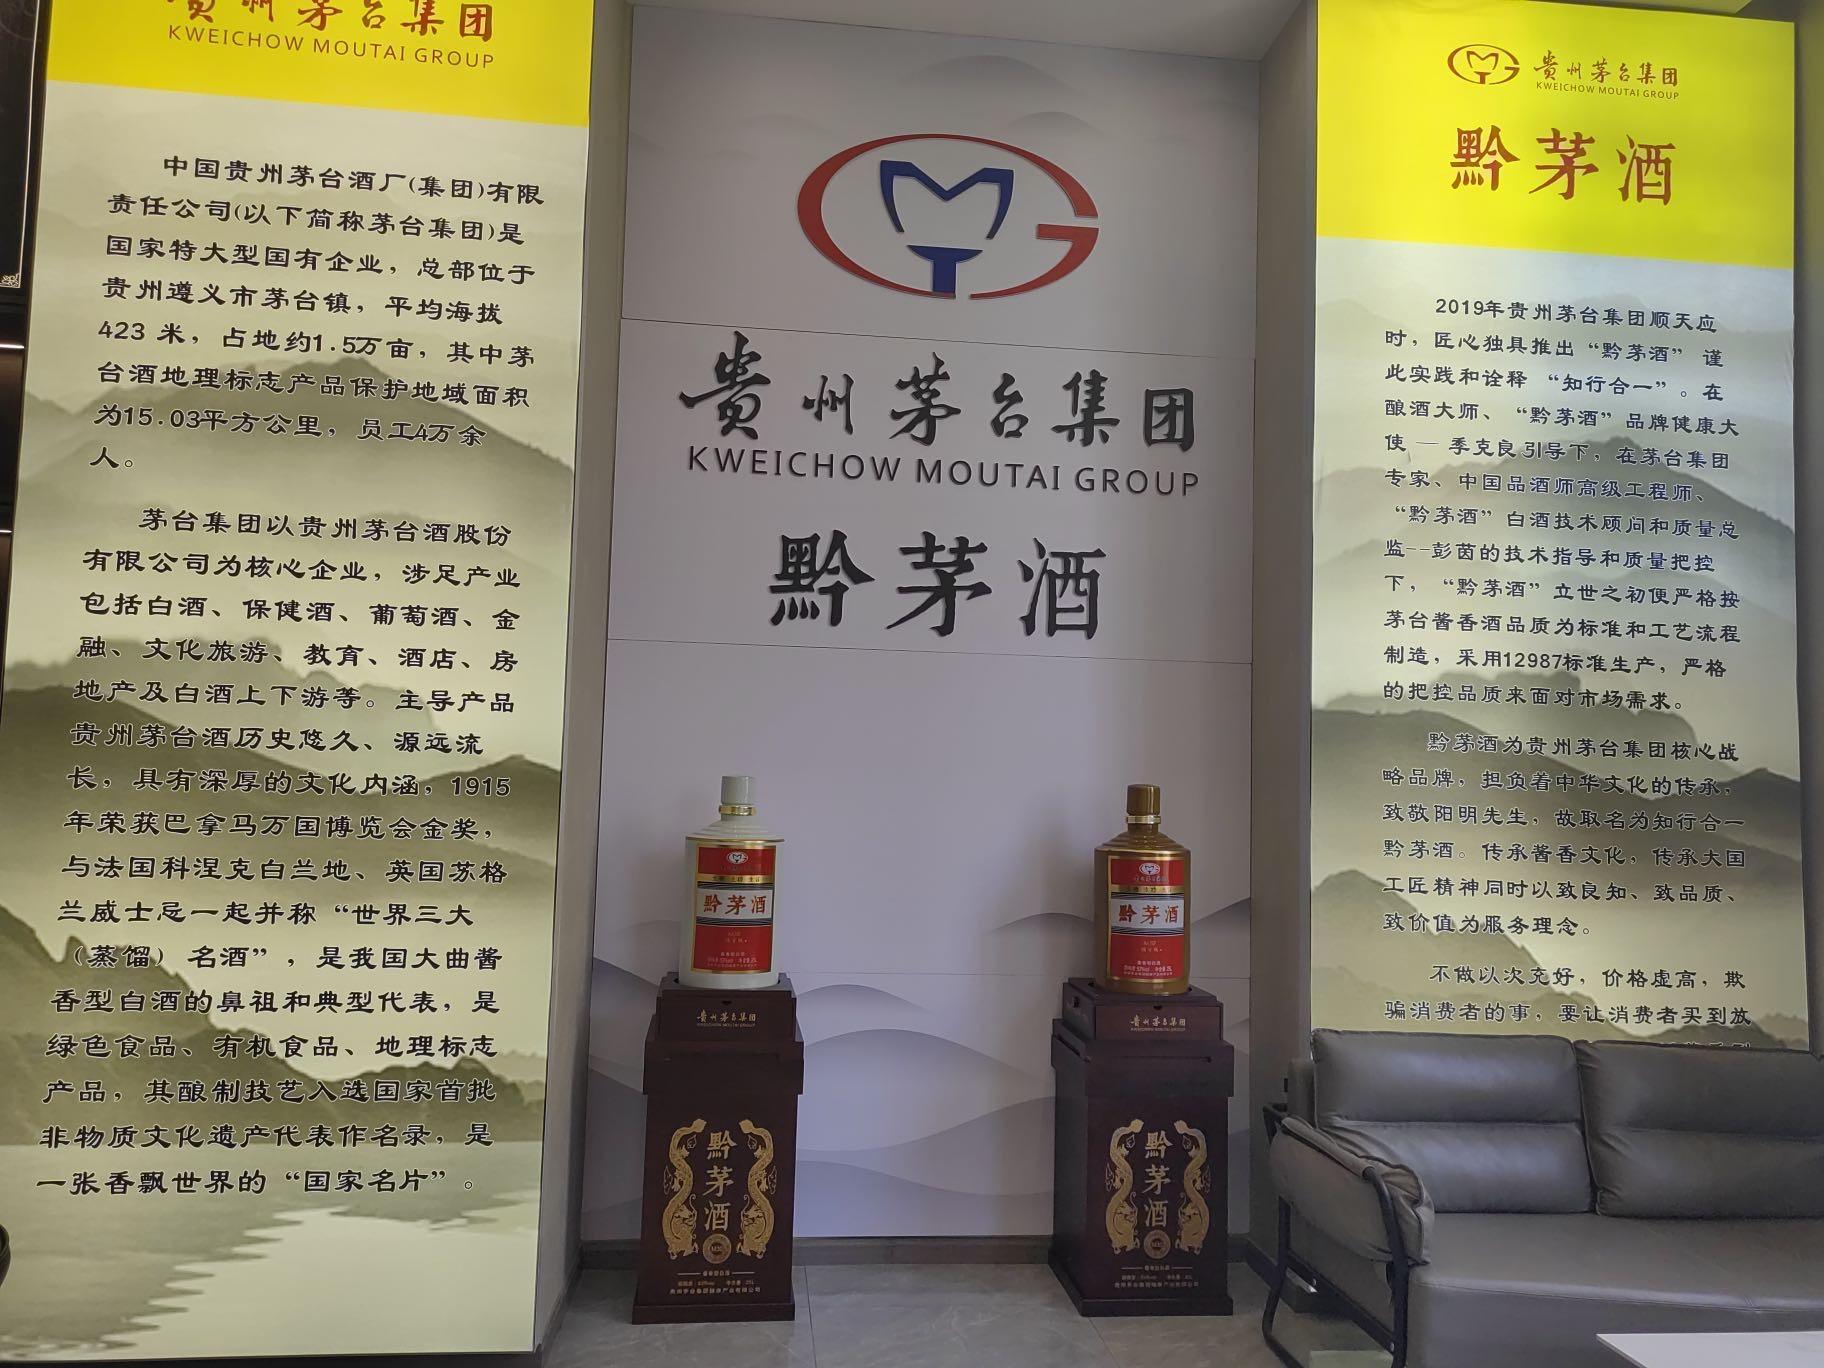 贵州茅台集团
KWEICHOW MOUTAI GROUP
中国贵州茅台酒厂(集团)有限
责任公司(以下简称茅台集团)是
国家特大型国有企业，总部位于
贵州遵义市茅台镇，平均海拔
423 米，占地约1.5万亩，其中茅
台酒地理标志产品保护地域面积
为15.03平方公里，员工4万余
人。
茅台集团以贵州茅台酒股份
有限公司为核心企业，涉足产业
包括白酒、保健酒、葡萄酒、金
融、文化旅游、教育、酒店、房
地产及白酒上下游等。主导产品
贵州茅台酒历史悠久、源远流
长，具有深厚的文化内涵，1915
年荣获巴拿马万国博览会金奖，
与法国科涅克白兰地、英国苏格
兰威士忌一起并称“世界三大
（蒸馏）名酒”，是我国大曲酱
香型白酒的鼻祖和典型代表，是
绿色食品、有机食品、地理标志
产品，其酿制技艺入选国家首批
非物质文化遗产代表作名录，是
一张香飘世界的“国家名片”。
贵州茅台集团
KWEICHOW MOUTAI GROUP
黔茅酒
黔茅酒
黔茅酒
贵州茅台集团
KWEICHOW MOUTAI GROUP
贵州茅台集团
KWEICHOW MOUTAI GROUP
黔茅酒
黔茅酒
贵州茅台集团
KWEICHOW MOUTAI GROUP
黔茅酒
2019年贵州茅台集团顺天应
时，匠心独具推出“黔茅酒”谨
此实践和诠释“知行合一”。在
酿酒大师、“黔茅酒”品牌健康大
使 — 季克良引导下，在茅台集团
专家、中国品酒师高级工程师、
“黔茅酒”白酒技术顾问和质量总
监--彭茵的技术指导和质量把控
下，“黔茅酒”立世之初便严格按
茅台酱香酒品质为标准和工艺流程
制造，采用12987标准生产，严格
的把控品质来面对市场需求。
黔茅酒为贵州茅台集团核心战
略品牌，担负着中华文化的传承，
致敬阳明先生，故取名为知行合一
黔茅酒。传承酱香文化，传承大国
工匠精神同时以致良知、致品质、
致价值为服务理念。
不做以次充好，价格虚高，欺
骗消费者的事，要让消费者买到放